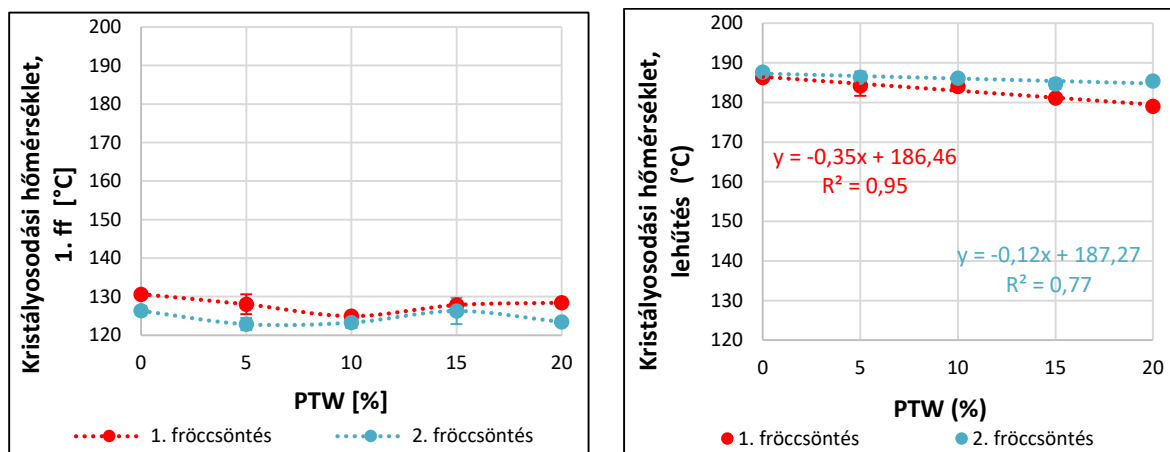 Kristályosodási hőmérséklet,
1. ff [°C]
200
190
180
170
160
150
140
130
120
0 5 10 15 20
PTW [%]
1. fröccsöntés 2. fröccsöntés
Kristályosodási hőmérséklet,
lehűtés (°C)
200
190
180
170
160
150
140
130
120
y = -0,35x + 186,46
R² = 0,95
y = -0,12x + 187,27
R² = 0,77
0 5 10 15 20
PTW (%)
1. fröccsöntés 2. fröccsöntés